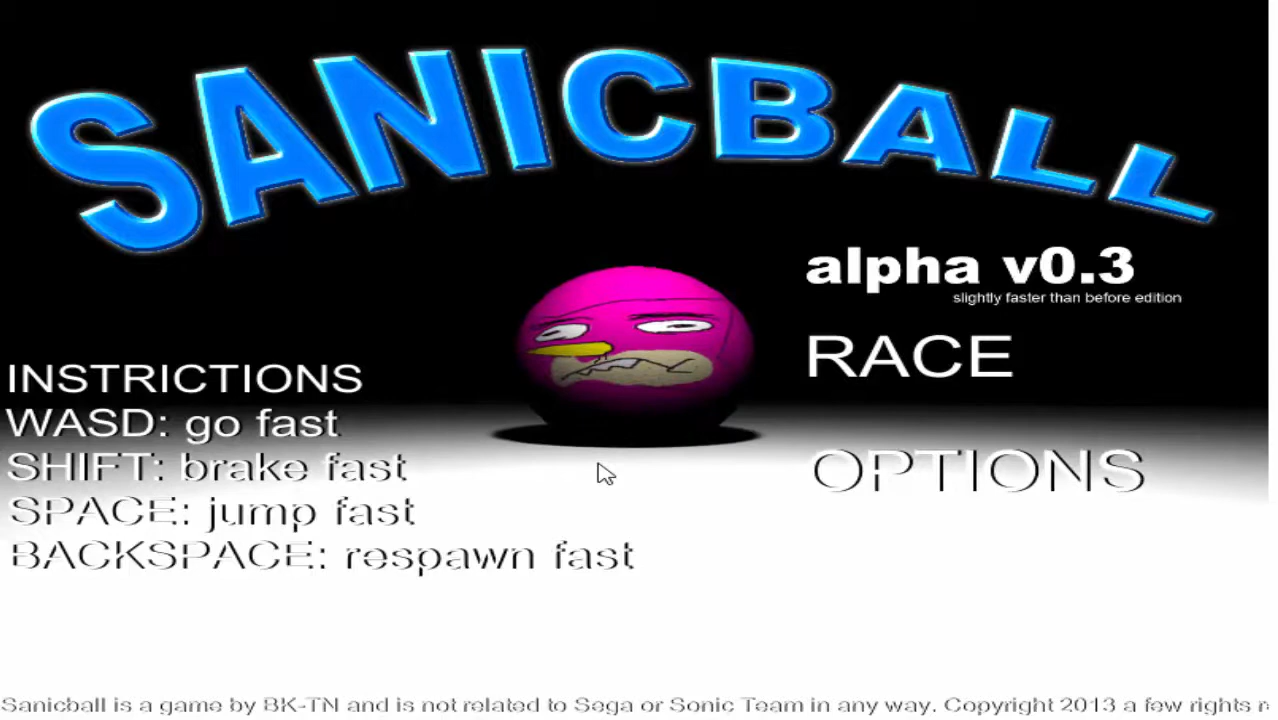 SANICBALL
alpha v0.3
slightly faster than before edition
RACE
OPTIONS
INSTRICTIONS
WASD: go fast
SHIFT: brake fast
SPACE: jump fast
BACKSPACE: respawn fast
Sanicball is a game by BK-TN and is not related to Sega or Sonic Team in any way. Copyright 2013 a few rights